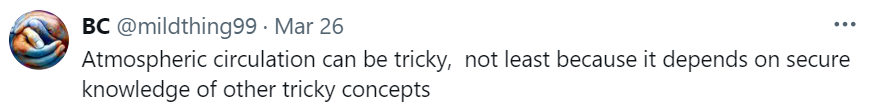 BC @mildthing99 · Mar 26
Atmospheric circulation can be tricky,  not least because it depends on secure
knowledge of other tricky concepts